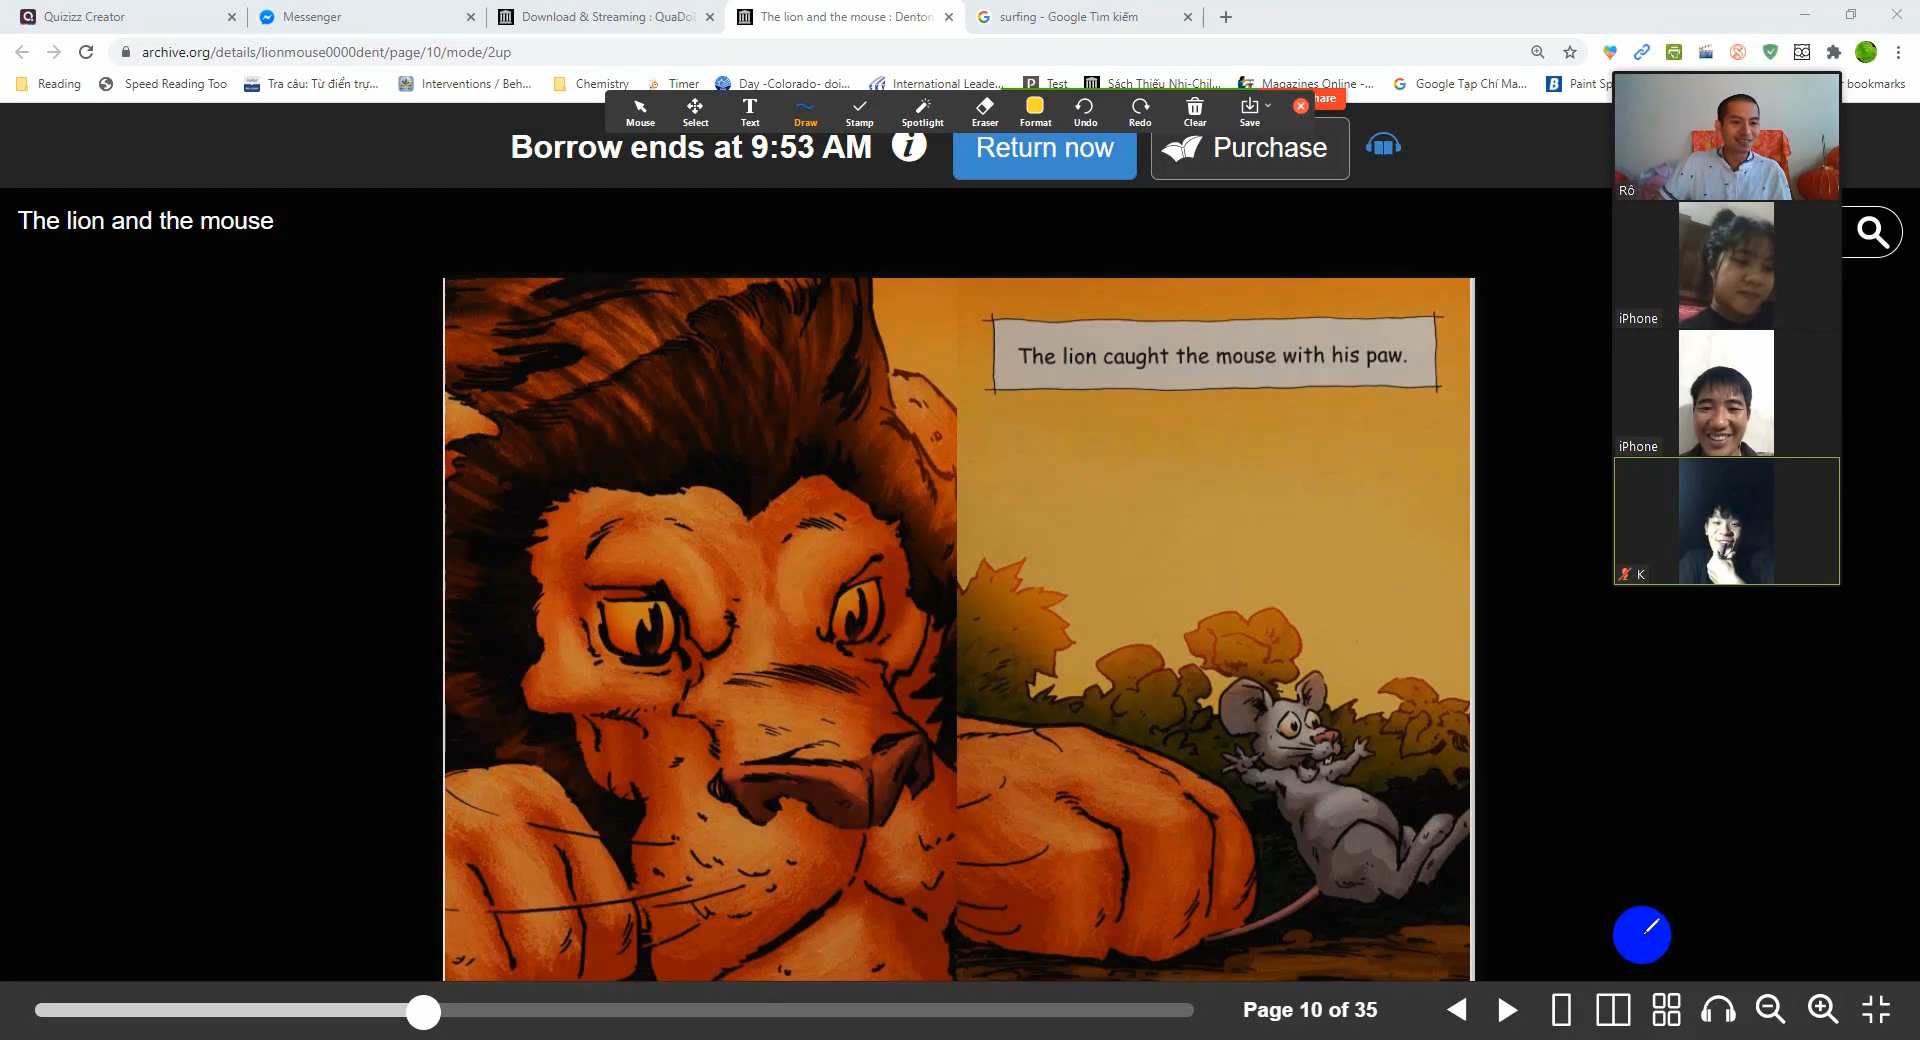 Quizizz Creator
Messenger
Download & Streaming : QuaDo
The lion and the mouse : Denton
surfing - Google Tìm kiếm
archive.org/details/lionmouse0000dent/page/10/mode/2up
Reading
Speed Reading Too
Tra câu: Từ điển trự...
Interventions / Beh...
Chemistry
Timer
Day -Colorado- doi...
International Leade...
Test
Sách Thiếu Nhi-Chil...
Magazines Online -...
Google Tạp Chí Ma...
Paint Sp
bookmarks
Mouse
Select
Text
Draw
Stamp
Spotlight
Eraser
Format
Undo
Redo
Clear
Save
hare
Borrow ends at 9:53 AM
Return now
Purchase
The lion and the mouse
The lion caught the mouse with his paw.
Rô
iPhone
iPhone
K
Page 10 of 35